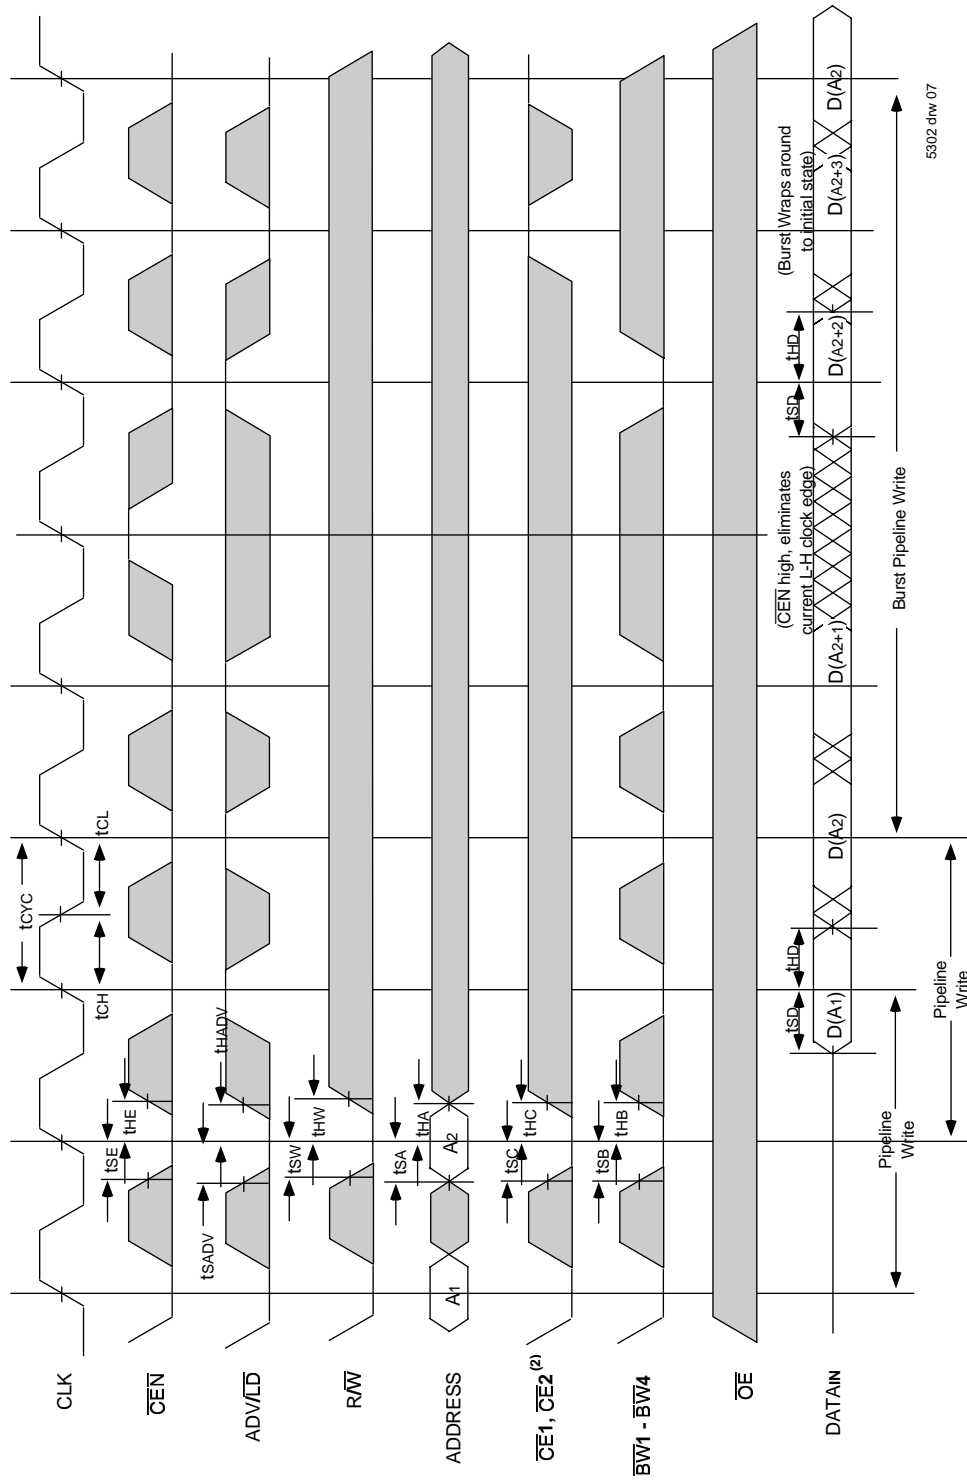 CLK
tCYC
tCH
tCL
CEN
tSE
tHE
ADV/LD
tSADV
tHADV
R/W
tSW
tHW
ADDRESS
A1
A2
tSA
tHA
CE1, CE2(2)
tSC
tHC
BW1 - BW4
tSB
tHB
OE
(CEN high, eliminates
current L-H clock edge)
(Burst Wraps around
to initial state)
tSD
tHD
tSD
tHD
DATAIN
D(A1)
D(A2)
D(A2+1)
D(A2+2)
D(A2+3)
D(A2)
Pipeline
Write
Burst Pipeline Write
Pipeline
Write
5302 drw 07